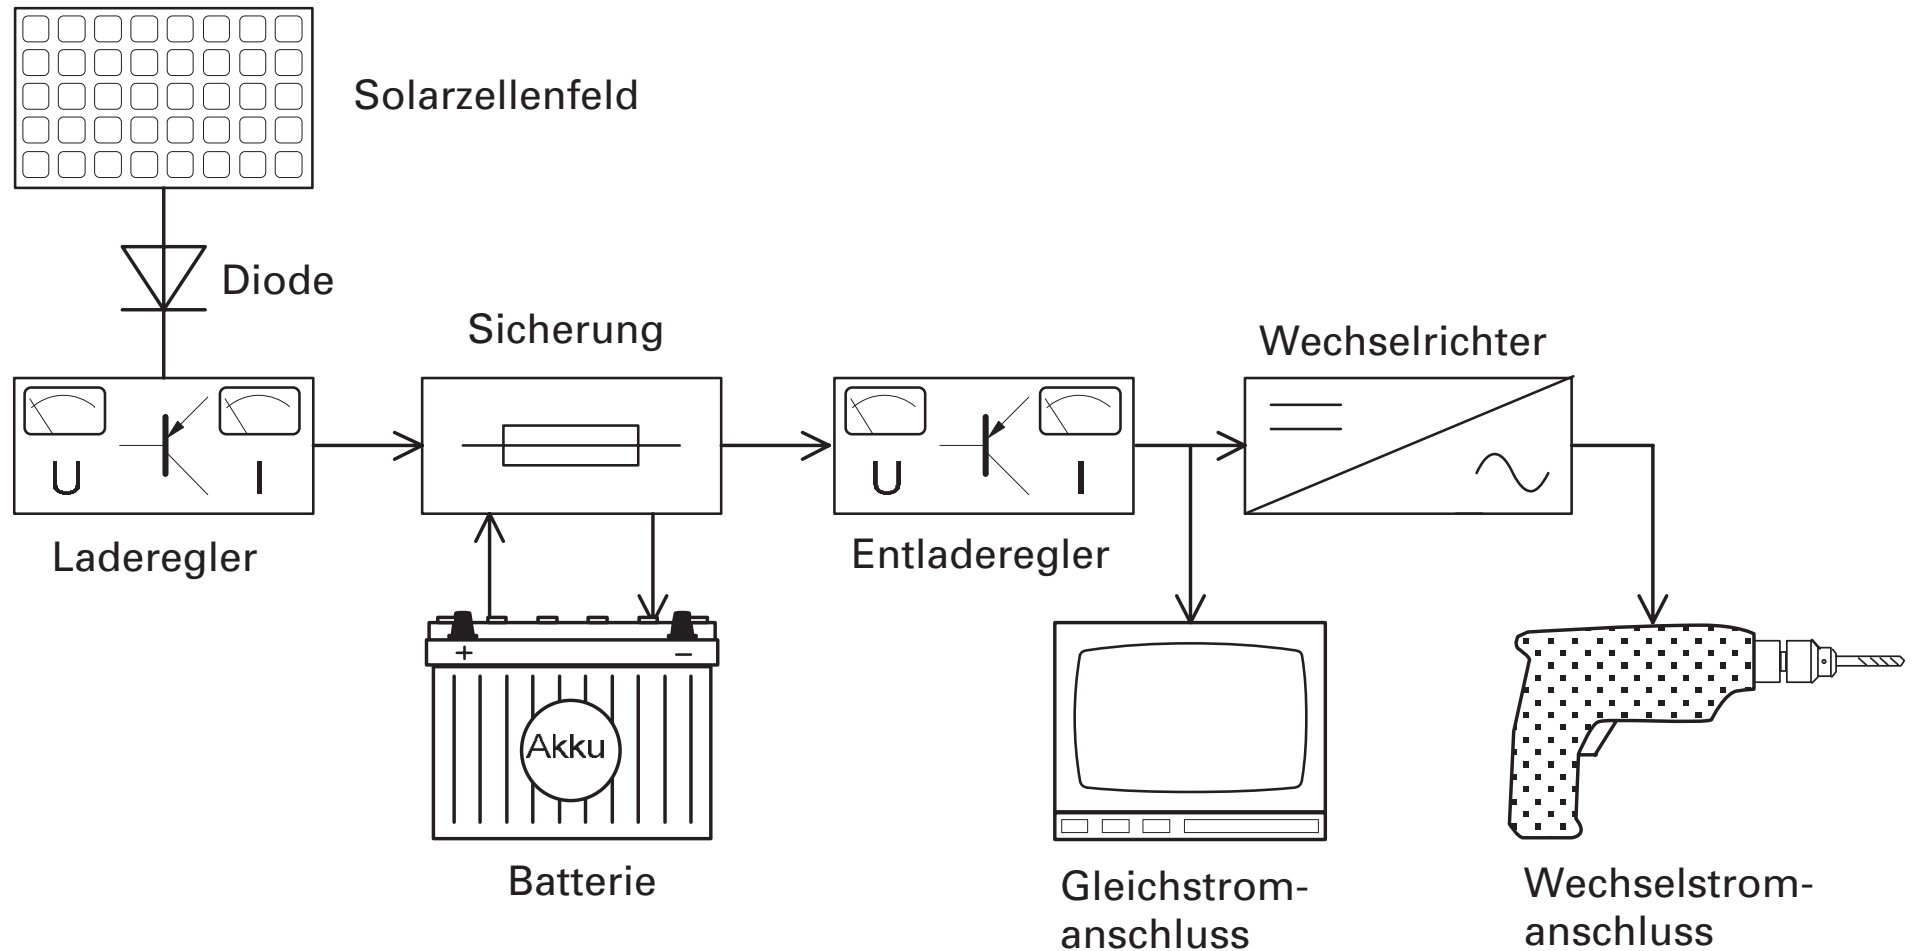 Solarzellenfeld
Diode
Sicherung
Wechselrichter
U I
U I
Laderegler
Entladeregler
+ –
Akku
Batterie
Gleichstrom-
anschluss
Wechselstrom-
anschluss